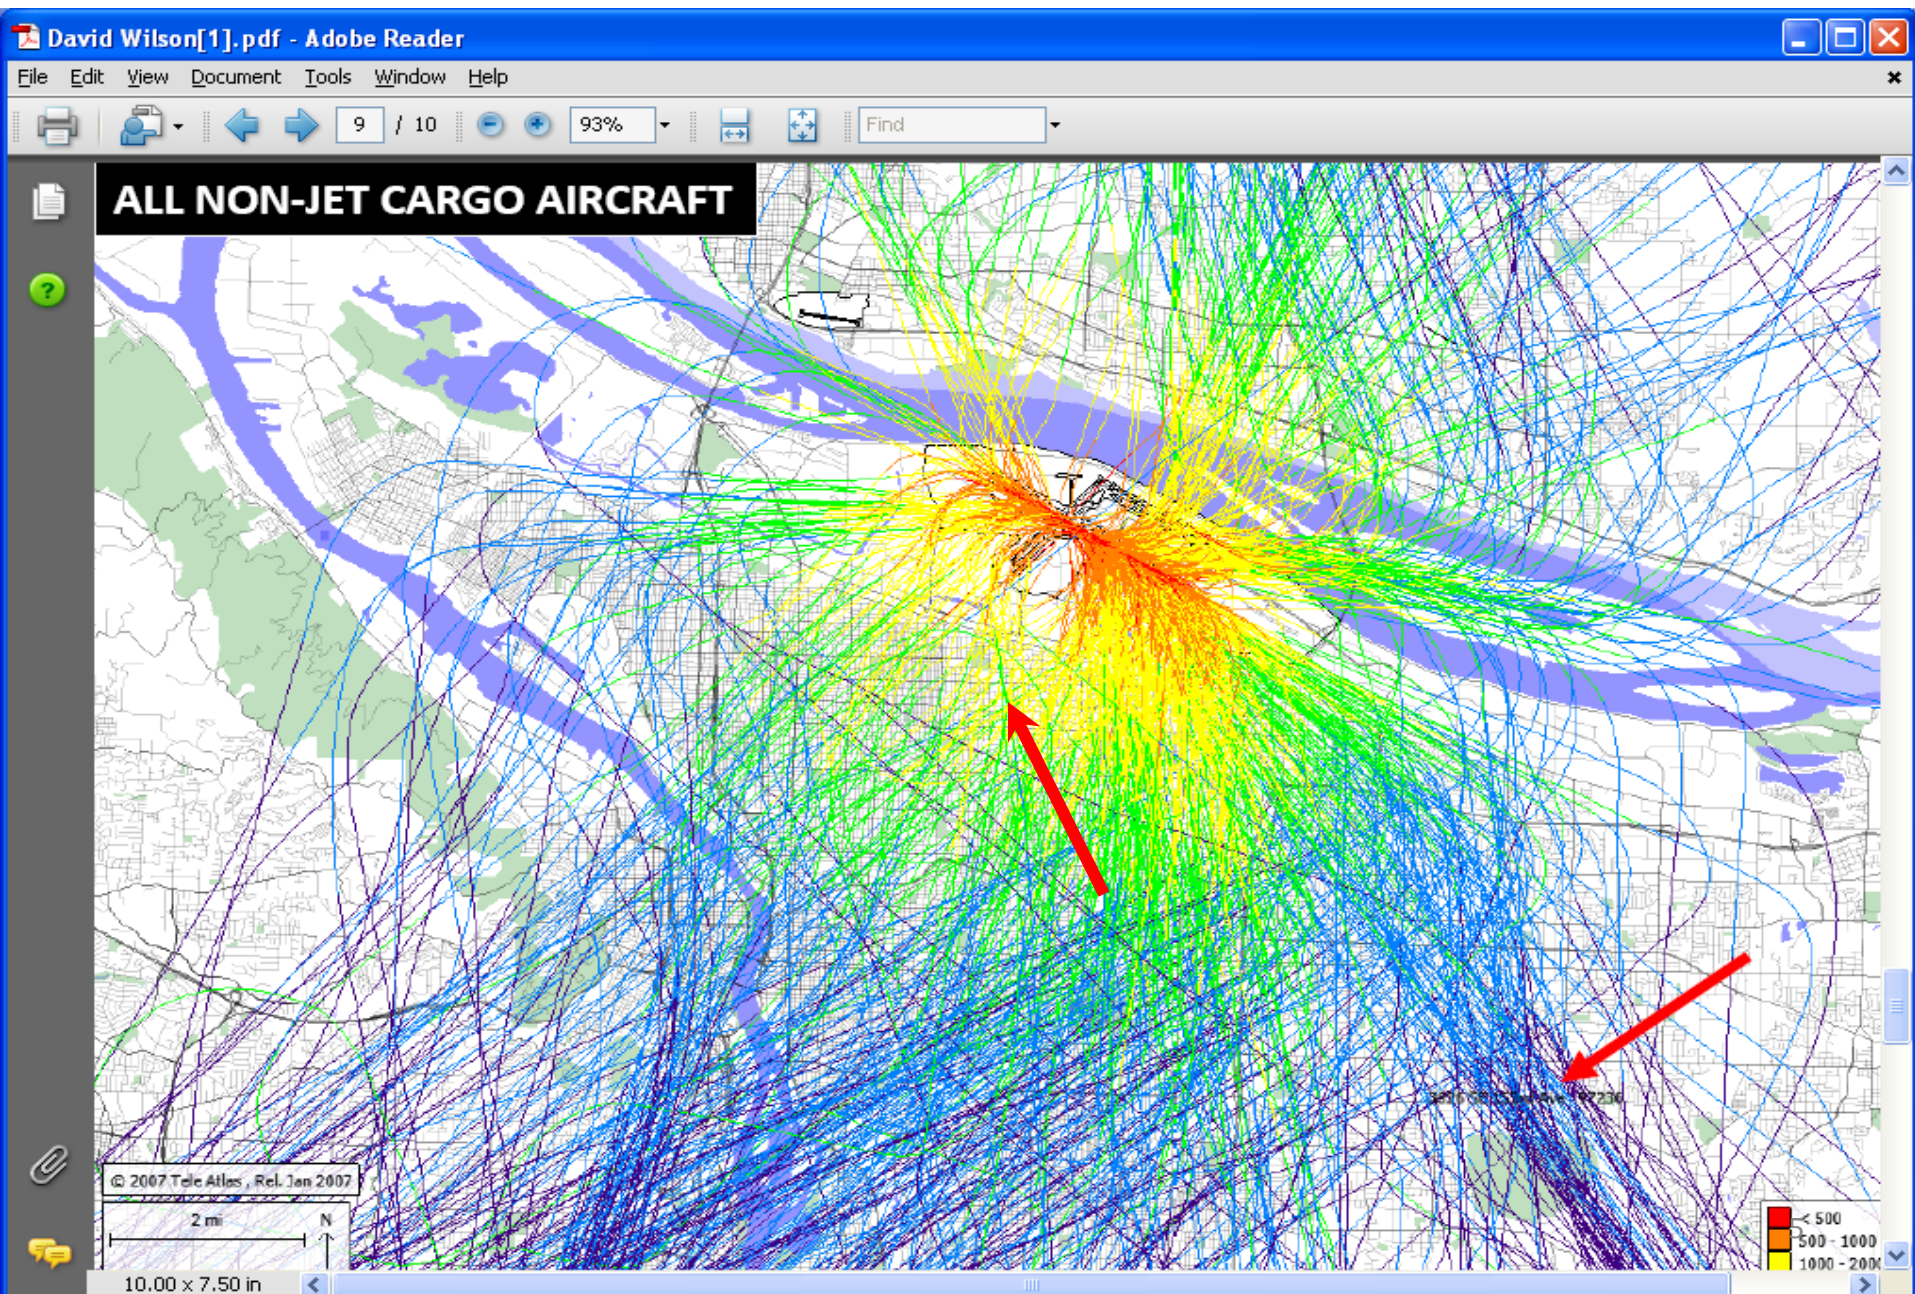 David Wilson[1].pdf - Adobe Reader
File Edit View Document Tools Window Help
9 / 10 93% Find
ALL NON-JET CARGO AIRCRAFT
© 2007 Tele Atlas , Rel. Jan 2007
2 mi N
< 500
500 - 1000
1000 - 2000
10.00 x 7.50 in